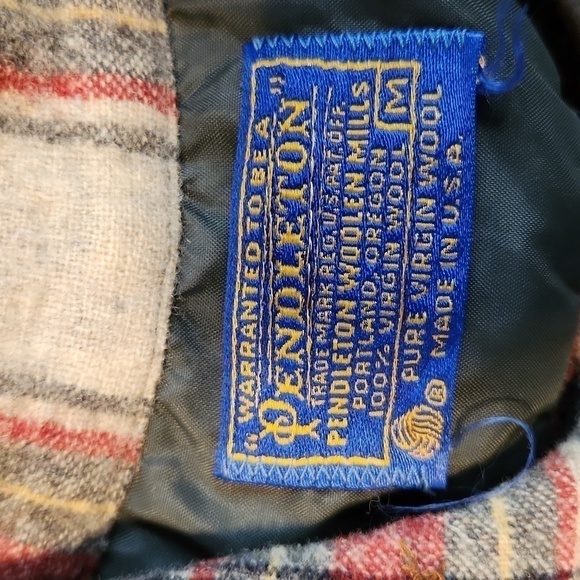 "WARRANTED TO BE A
PENDLETON"
TRADE MARK REG. U.S. PAT. OFF.
PENDLETON WOOLEN MILLS
PORTLAND, OREGON
100% VIRGIN WOOL
M
PURE VIRGIN WOOL
® MADE IN U.S.A.